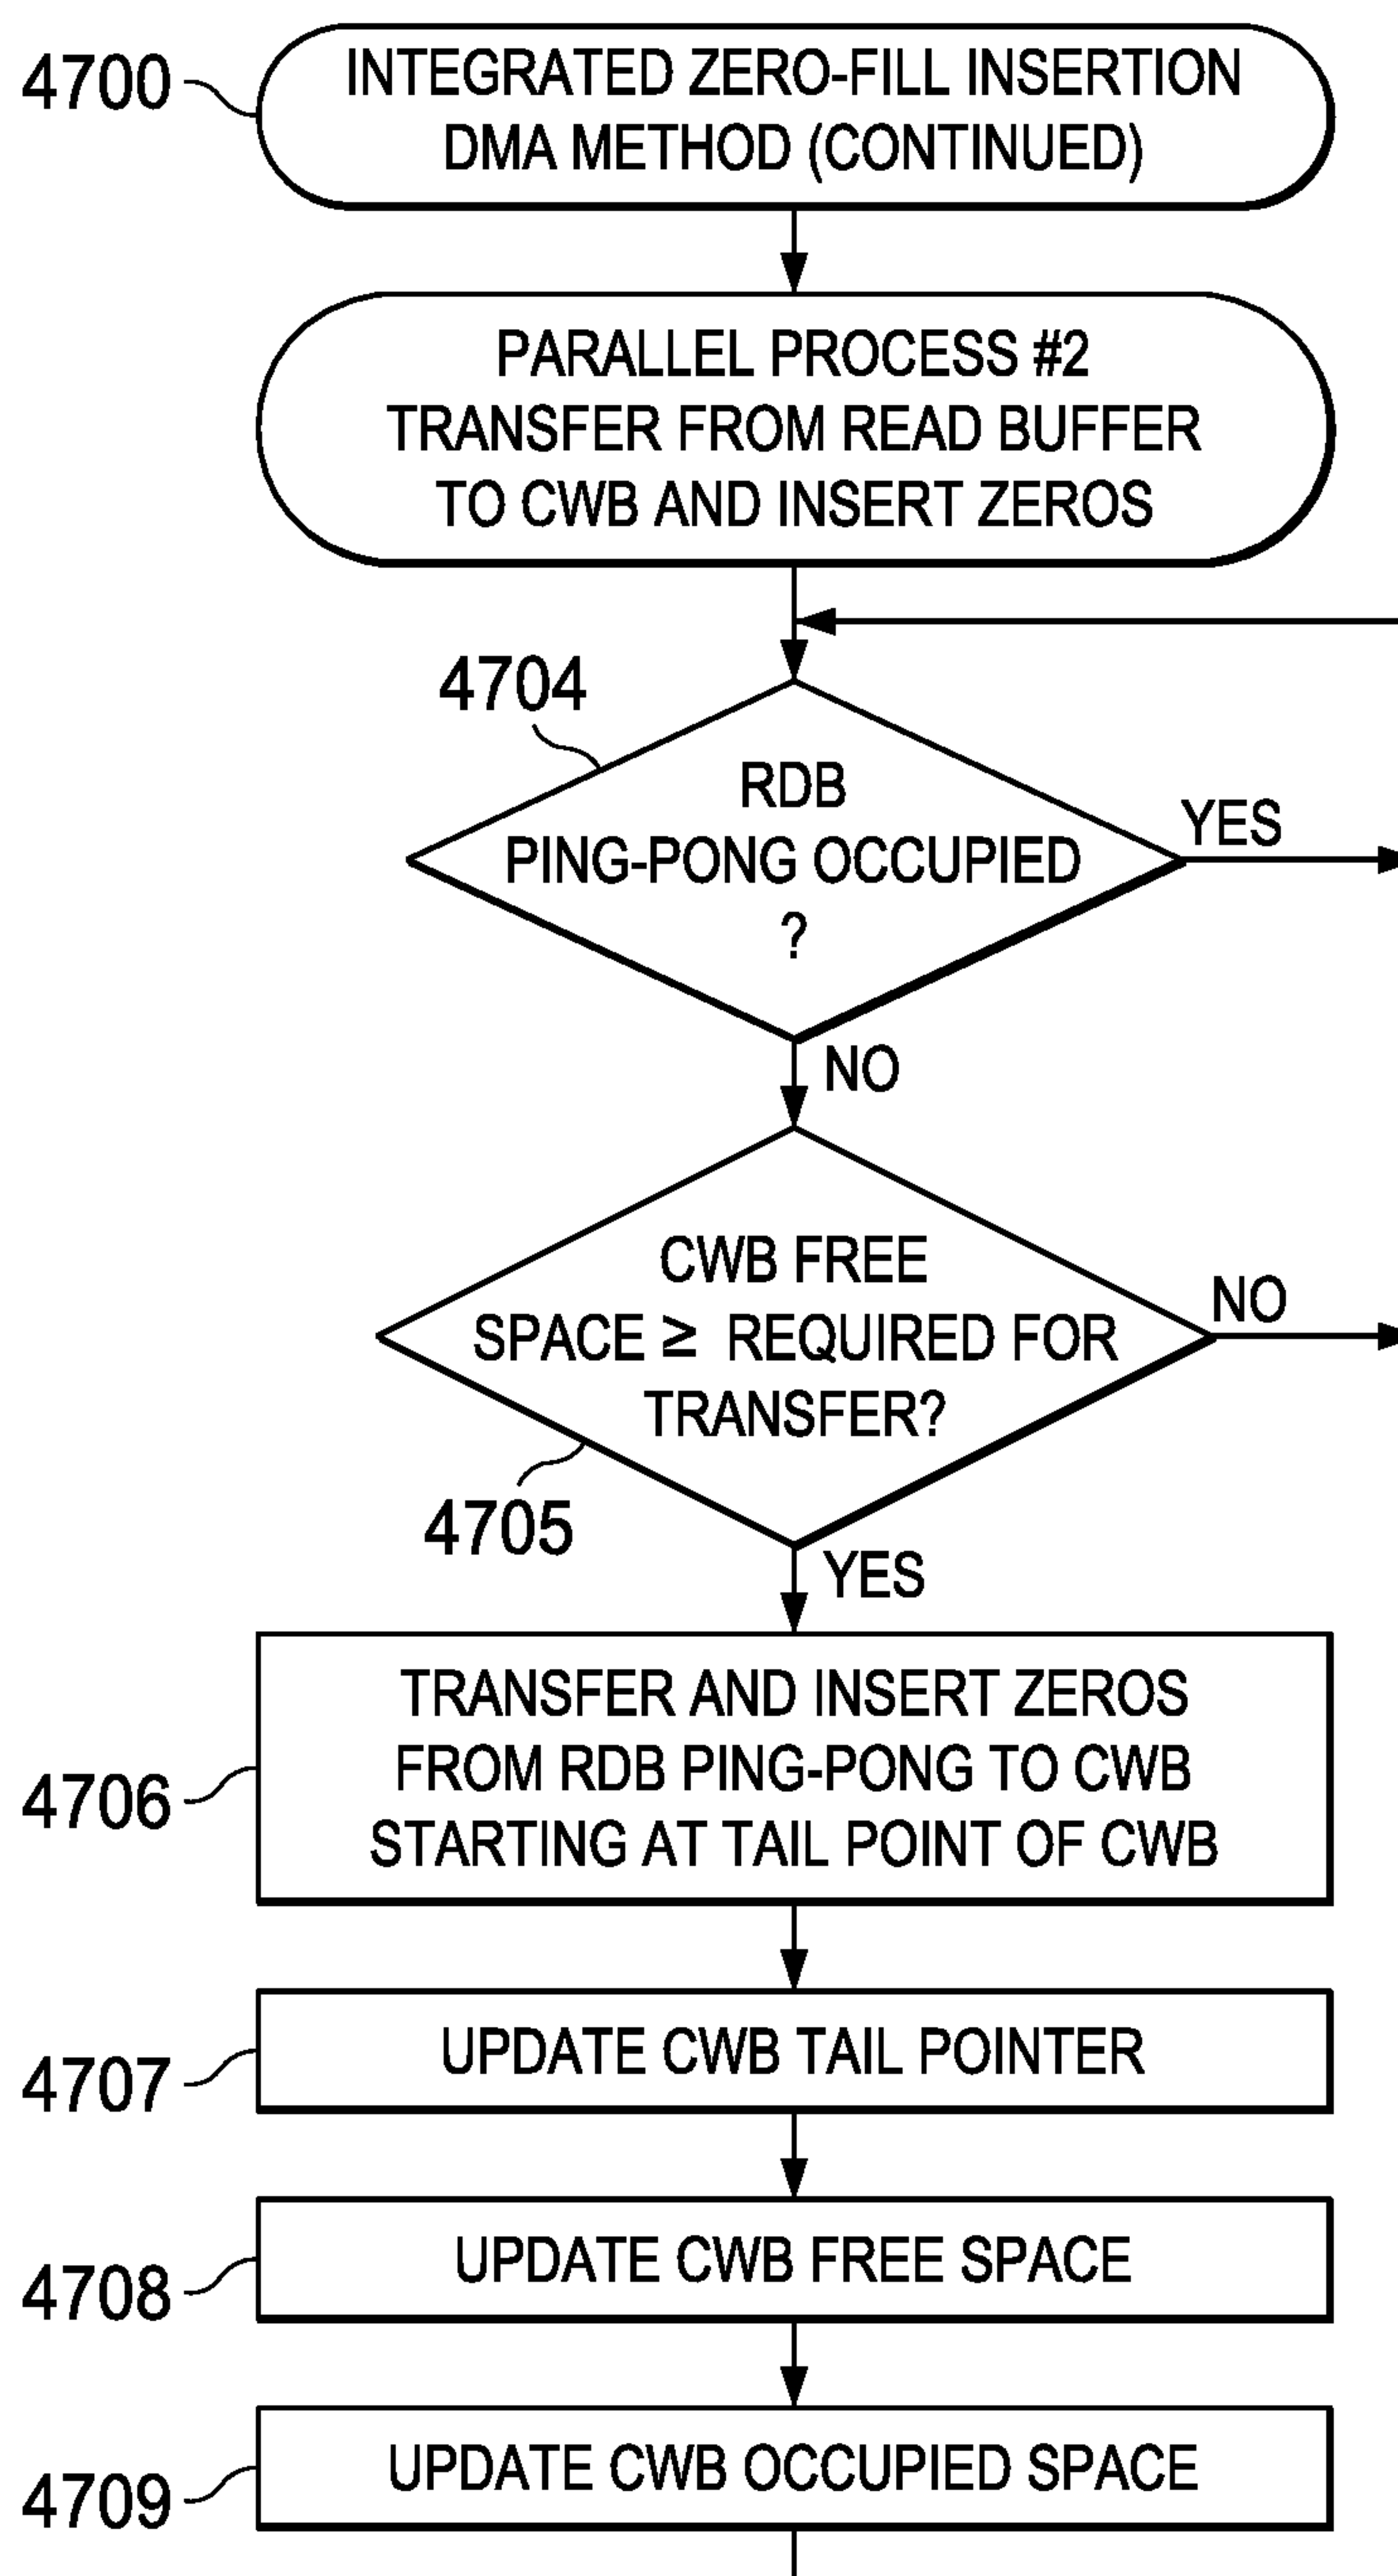 4700
INTEGRATED ZERO-FILL INSERTION
DMA METHOD (CONTINUED)
PARALLEL PROCESS #2
TRANSFER FROM READ BUFFER
TO CWB AND INSERT ZEROS
4704
RDB
PING-PONG OCCUPIED
?
YES
NO
CWB FREE
SPACE ≥ REQUIRED FOR
TRANSFER?
NO
4705
YES
4706
TRANSFER AND INSERT ZEROS
FROM RDB PING-PONG TO CWB
STARTING AT TAIL POINT OF CWB
4707
UPDATE CWB TAIL POINTER
4708
UPDATE CWB FREE SPACE
4709
UPDATE CWB OCCUPIED SPACE